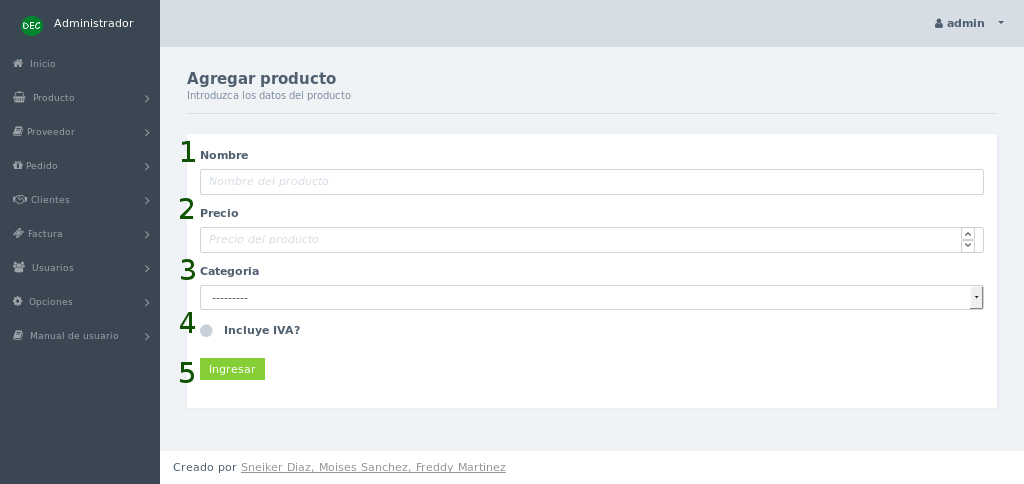 DEC Administrador
admin
Inicio
Producto
Proveedor
Pedido
Clientes
Factura
Usuarios
Opciones
Manual de usuario
Agregar producto
Introduzca los datos del producto
1 Nombre
Nombre del producto
2 Precio
Precio del producto
3 Categoria
---------
4 Incluye IVA?
5 Ingresar
Creado por Sneiker Diaz, Moises Sanchez, Freddy Martinez